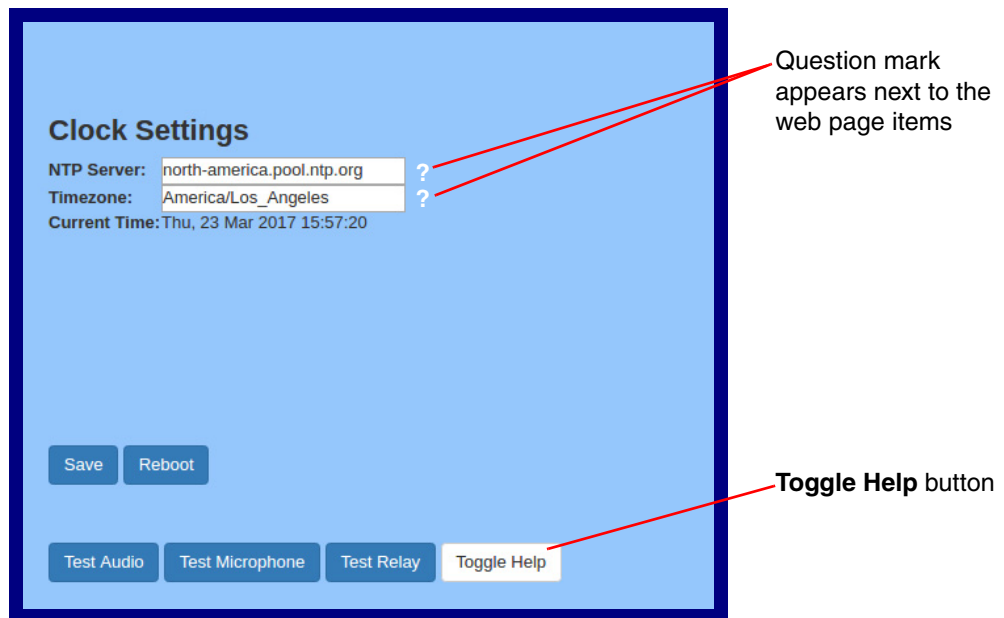 Question mark
appears next to the
web page items
Clock Settings
NTP Server: north-america.pool.ntp.org ?
Timezone: America/Los_Angeles ?
Current Time: Thu, 23 Mar 2017 15:57:20
Save Reboot
Toggle Help button
Test Audio Test Microphone Test Relay Toggle Help